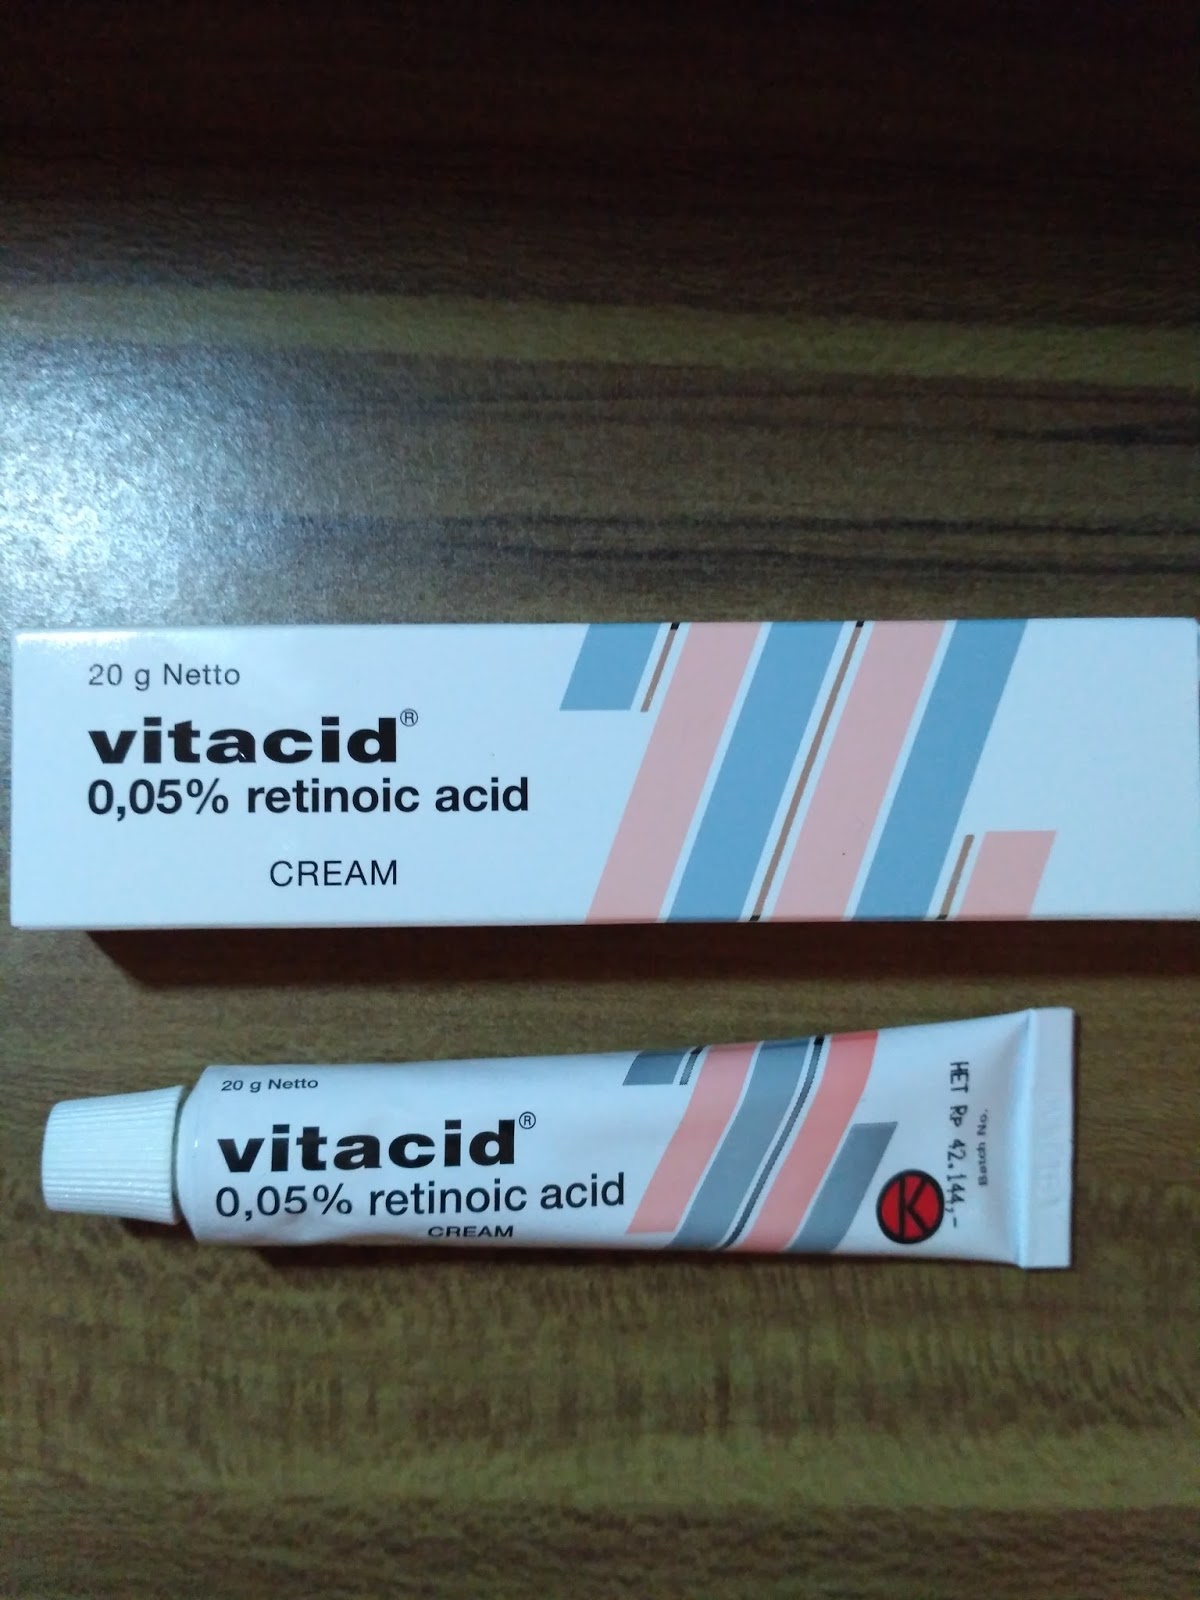 20 g Netto
vitacid®
0,05% retinoic acid
CREAM
20 g Netto
vitacid®
0,05% retinoic acid
CREAM
K
HET Rp 42.144,-
Batch No.